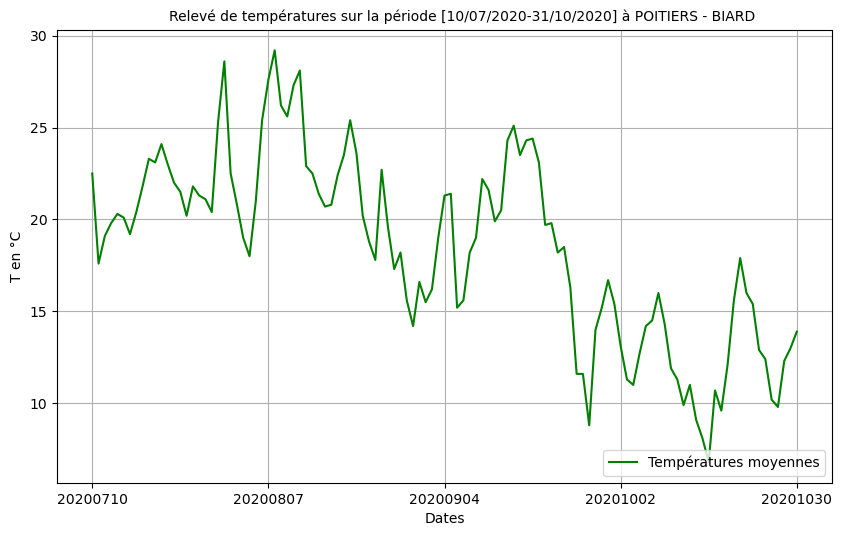 Relevé de températures sur la période [10/07/2020-31/10/2020] à POITIERS - BIARD
30
25
20
15
10
T en °C
Températures moyennes
20200710 20200807 20200904 20201002 20201030
Dates